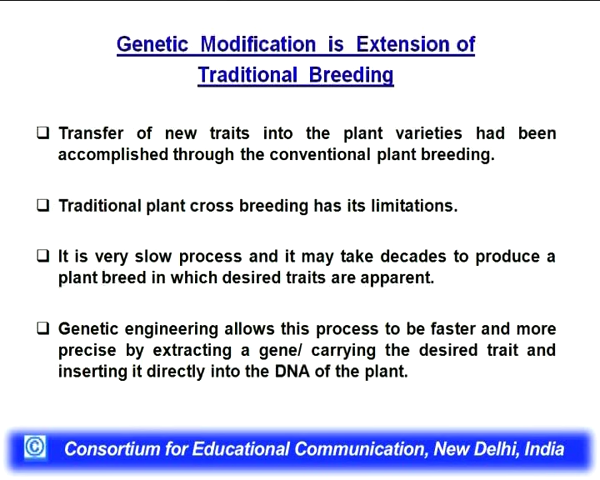 Genetic Modification is Extension of
Traditional Breeding
❑ Transfer of new traits into the plant varieties had been
accomplished through the conventional plant breeding.
❑ Traditional plant cross breeding has its limitations.
❑ It is very slow process and it may take decades to produce a
plant breed in which desired traits are apparent.
❑ Genetic engineering allows this process to be faster and more
precise by extracting a gene/ carrying the desired trait and
inserting it directly into the DNA of the plant.
© Consortium for Educational Communication, New Delhi, India